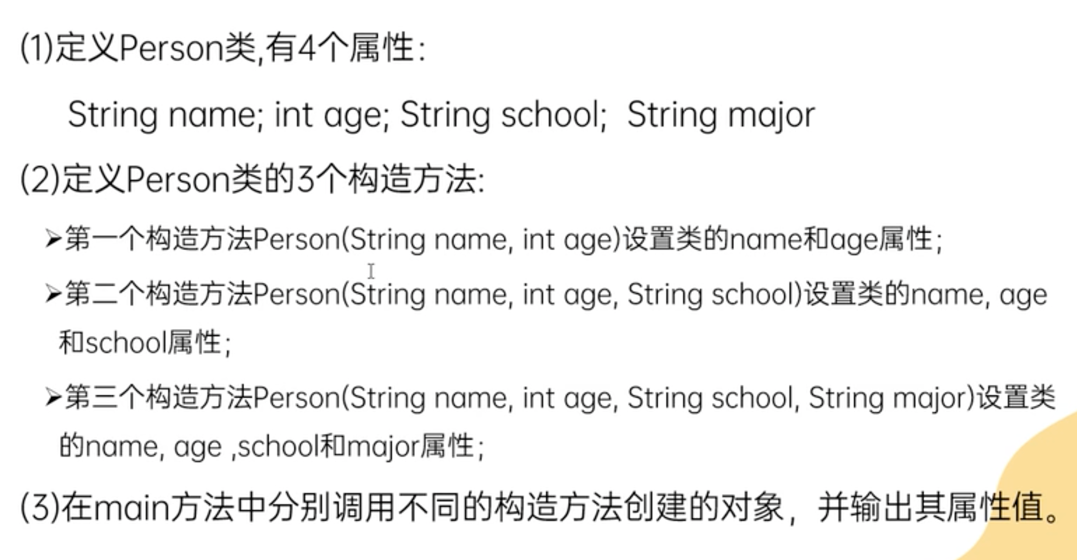 (1)定义Person类,有4个属性:
String name; int age; String school; String major
(2)定义Person类的3个构造方法:
➢第一个构造方法Person(String name, int age)设置类的name和age属性;
➢第二个构造方法Person(String name, int age, String school)设置类的name, age
和school属性;
➢第三个构造方法Person(String name, int age, String school, String major)设置类
的name, age ,school和major属性;
(3)在main方法中分别调用不同的构造方法创建的对象，并输出其属性值。